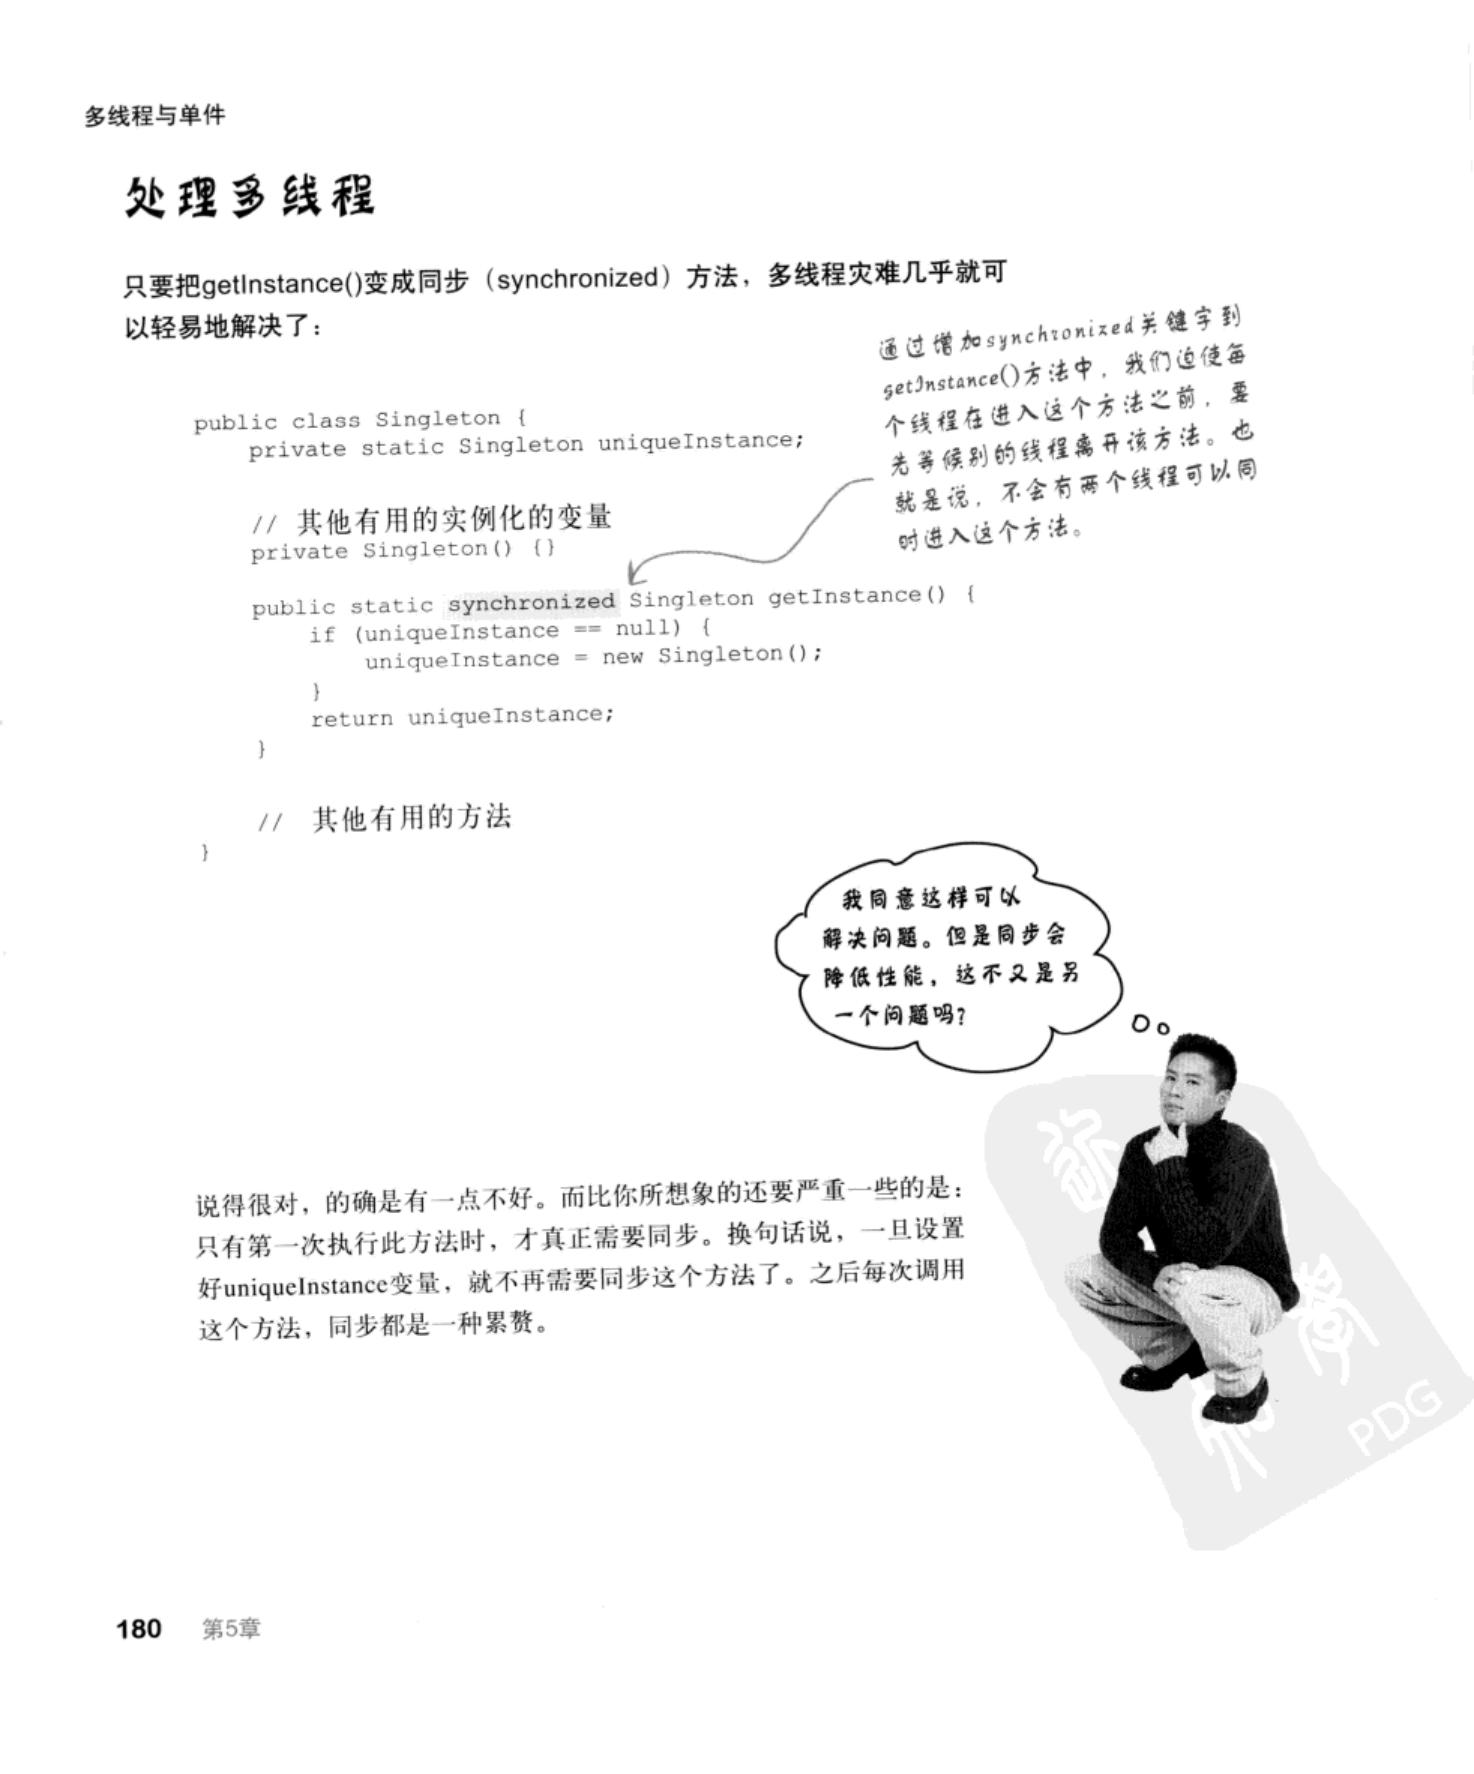 多线程与单件
处理多线程
只要把getInstance()变成同步（synchronized）方法，多线程灾难几乎就可
以轻易地解决了：
通过增加synchronized关键字到
getInstance()方法中，我们迫使每
个线程在进入这个方法之前，要
先等候别的线程离开该方法。也
就是说，不会有两个线程可以同
时进入这个方法。
public class Singleton {
private static Singleton uniqueInstance;
// 其他有用的实例化的变量
private Singleton() {}
public static synchronized Singleton getInstance() {
if (uniqueInstance == null) {
uniqueInstance = new Singleton();
}
return uniqueInstance;
}
// 其他有用的方法
}
我同意这样可以
解决问题。但是同步会
降低性能，这不又是另
一个问题吗？
说得很对，的确是有一点不好。而比你所想象的还要严重一些的是：
只有第一次执行此方法时，才真正需要同步。换句话说，一旦设置
好uniqueInstance变量，就不再需要同步这个方法了。之后每次调用
这个方法，同步都是一种累赘。
PDG
180 第5章